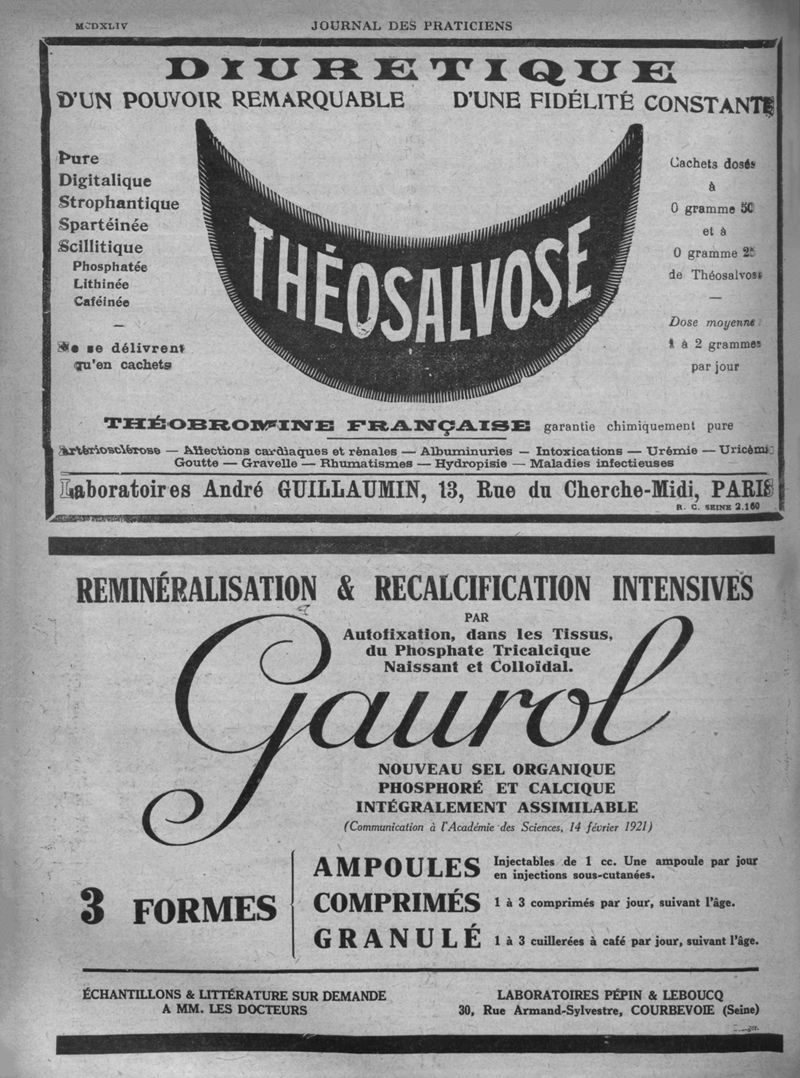 MCDXLIV
JOURNAL DES PRATICIENS
DIURETIQUE
D'UN POUVOIR REMARQUABLE D'UNE FIDÉLITÉ CONSTANTE
Pure
Digitalique
Strophantique
Spartéinée
Scillitique
Phosphatée
Lithinée
Caféinée
—
Ne se délivrent
qu'en cachets
THÉOSALVOSE
Cachets dosés
à
0 gramme 50
et à
0 gramme 25
de Théosalvose
—
Dose moyenne
1 à 2 grammes
par jour
THÉOBROMINE FRANÇAISE garantie chimiquement pure
Artériosclérose — Affections cardiaques et rénales — Albuminuries — Intoxications — Urémie — Uricémie
Goutte — Gravelle — Rhumatismes — Hydropisie — Maladies infectieuses
Laboratoires André GUILLAUMIN, 13, Rue du Cherche-Midi, PARIS
R. C. SEINE 2.160
REMINÉRALISATION & RECALCIFICATION INTENSIVES
PAR
Autofixation, dans les Tissus,
du Phosphate Tricalcique
Naissant et Colloïdal.
Gaurol
NOUVEAU SEL ORGANIQUE
PHOSPHORÉ ET CALCIQUE
INTÉGRALEMENT ASSIMILABLE
(Communication à l'Académie des Sciences, 14 février 1921)
3 FORMES
AMPOULES Injectables de 1 cc. Une ampoule par jour
en injections sous-cutanées.
COMPRIMÉS 1 à 3 comprimés par jour, suivant l'âge.
GRANULÉ 1 à 3 cuillerées à café par jour, suivant l'âge.
ÉCHANTILLONS & LITTÉRATURE SUR DEMANDE
A MM. LES DOCTEURS
LABORATOIRES PÉPIN & LEBOUCQ
30, Rue Armand-Sylvestre, COURBEVOIE (Seine)